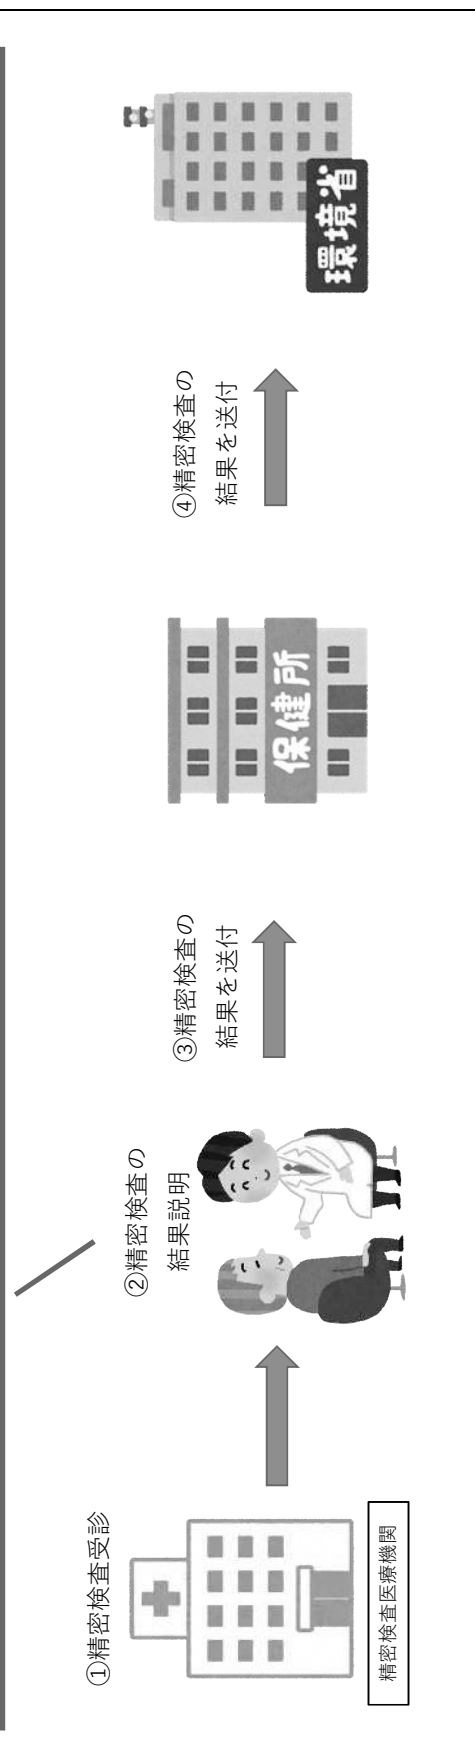 ①精密検査受診
精密検査医療機関
②精密検査の
結果説明
③精密検査の
結果を送付
保健所
④精密検査の
結果を送付
環境省